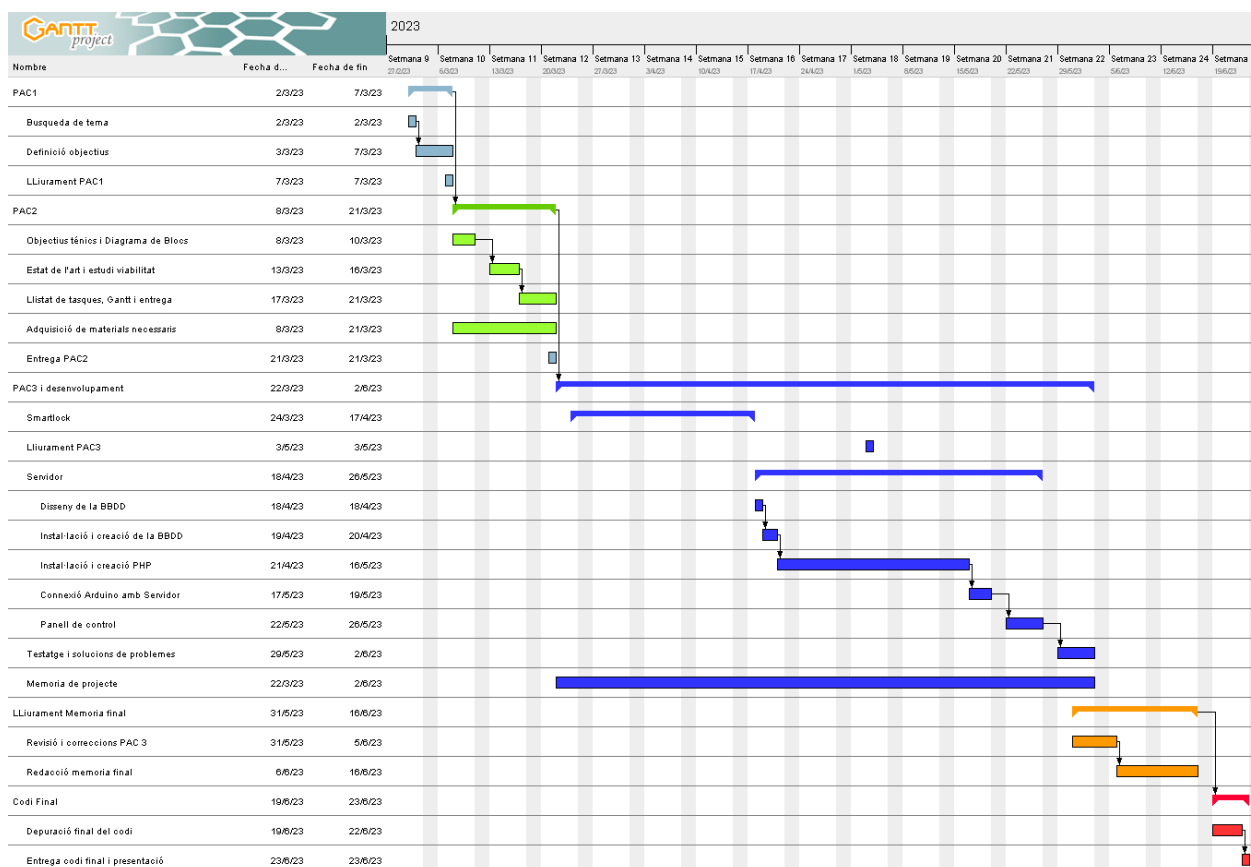 GANTT
project
2023
Nombre Fecha d... Fecha de fin
Setmana 9 Setmana 10 Setmana 11 Setmana 12 Setmana 13 Setmana 14 Setmana 15 Setmana 16 Setmana 17 Setmana 18 Setmana 19 Setmana 20 Setmana 21 Setmana 22 Setmana 23 Setmana 24 Setmana
27/2/23 6/3/23 13/3/23 20/3/23 27/3/23 3/4/23 10/4/23 17/4/23 24/4/23 1/5/23 8/5/23 15/5/23 22/5/23 29/5/23 5/6/23 12/6/23 19/6/23
PAC1 2/3/23 7/3/23
Busqueda de tema 2/3/23 2/3/23
Definició objectius 3/3/23 7/3/23
LLiurament PAC1 7/3/23 7/3/23
PAC2 8/3/23 21/3/23
Objectius ténics i Diagrama de Blocs 8/3/23 10/3/23
Estat de l'art i estudi viabilitat 13/3/23 16/3/23
Llistat de tasques, Gantt i entrega 17/3/23 21/3/23
Adquisició de materials necessaris 8/3/23 21/3/23
Entrega PAC2 21/3/23 21/3/23
PAC3 i desenvolupament 22/3/23 2/6/23
Smartlock 24/3/23 17/4/23
Lliurament PAC3 3/5/23 3/5/23
Servidor 18/4/23 26/5/23
Disseny de la BBDD 18/4/23 18/4/23
Instal·lació i creació de la BBDD 19/4/23 20/4/23
Instal·lació i creació PHP 21/4/23 16/5/23
Connexió Arduino amb Servidor 17/5/23 19/5/23
Panell de control 22/5/23 26/5/23
Testatge i solucions de problemes 29/5/23 2/6/23
Memoria de projecte 22/3/23 2/6/23
LLiurament Memoria final 31/5/23 16/6/23
Revisió i correccions PAC 3 31/5/23 5/6/23
Redacció memoria final 6/6/23 16/6/23
Codi Final 19/6/23 23/6/23
Depuració final del codi 19/6/23 22/6/23
Entrega codi final i presentació 23/6/23 23/6/23